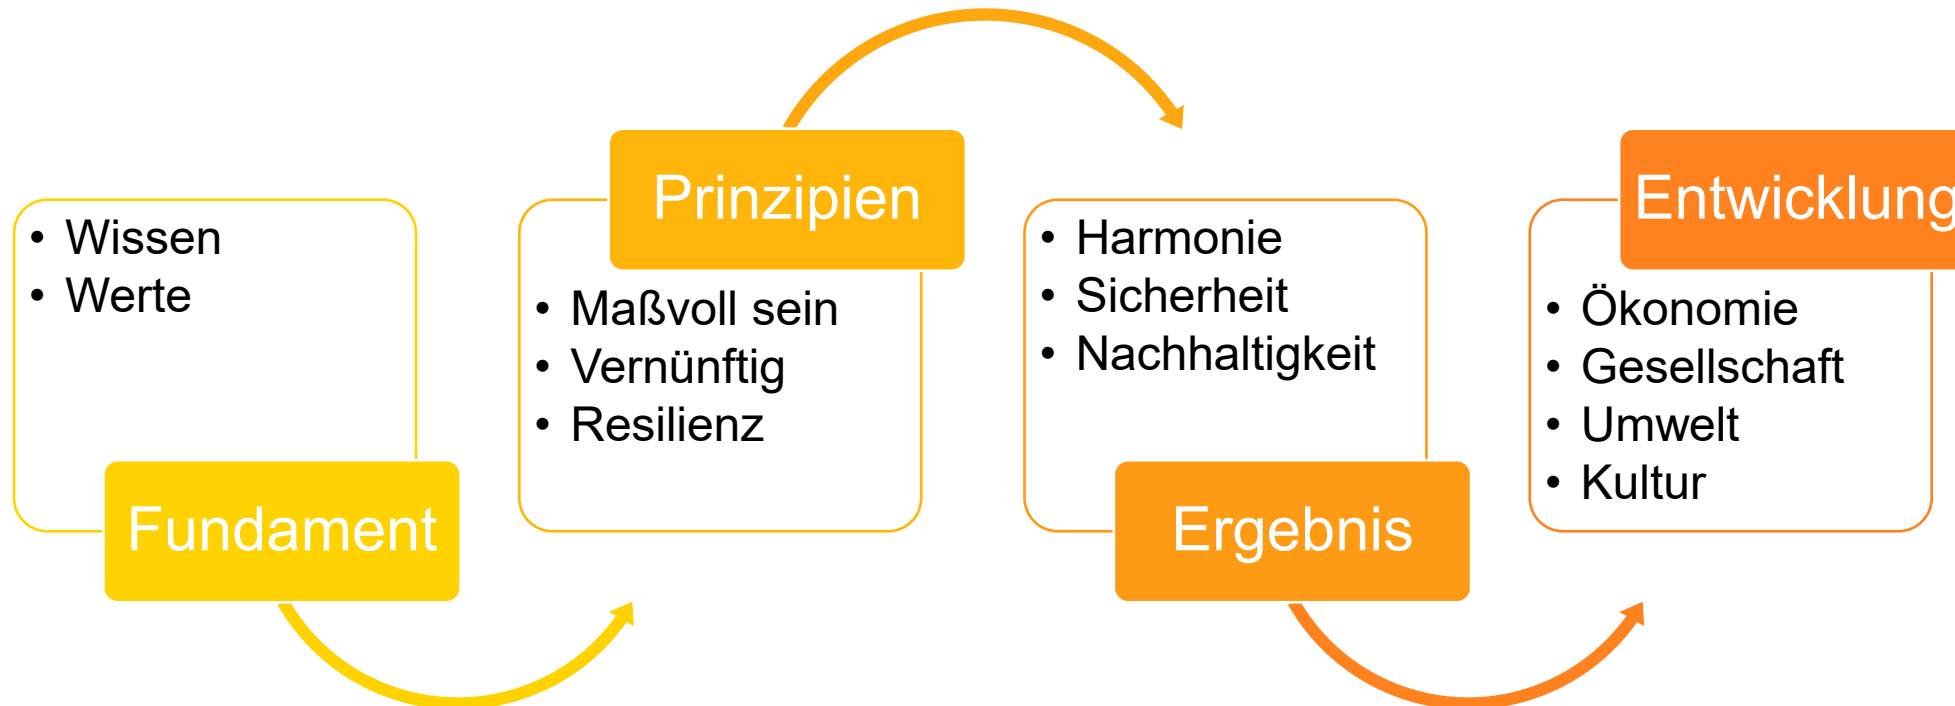 • Wissen
• Werte
Fundament
Prinzipien
• Maßvoll sein
• Vernünftig
• Resilienz
• Harmonie
• Sicherheit
• Nachhaltigkeit
Ergebnis
Entwicklung
• Ökonomie
• Gesellschaft
• Umwelt
• Kultur